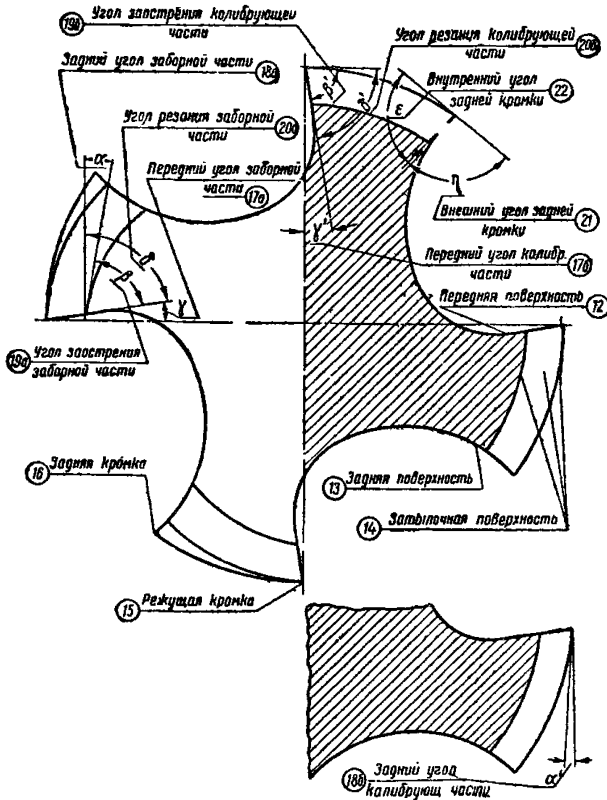 19б Угол заострения колибрующей
части
Угол резания колибрующей
части 20б
Задний угол заборной части 18а
Внутренний угол
задней кромки 22
Угол резания заборной
части 20а
Передний угол заборной
части 17а
α
β'
δ'
ε
η
γ'
Внешний угол задней
кромки 21
Передний угол калибр.
части 17б
Передняя поверхность 12
δ
β
γ
19а Угол заострения
заборной части
16 Задняя кромка
13 Задняя поверхность
14 Затылочная поверхность
15 Режущая кромка
18б Задний угол
калибрующ части
α'